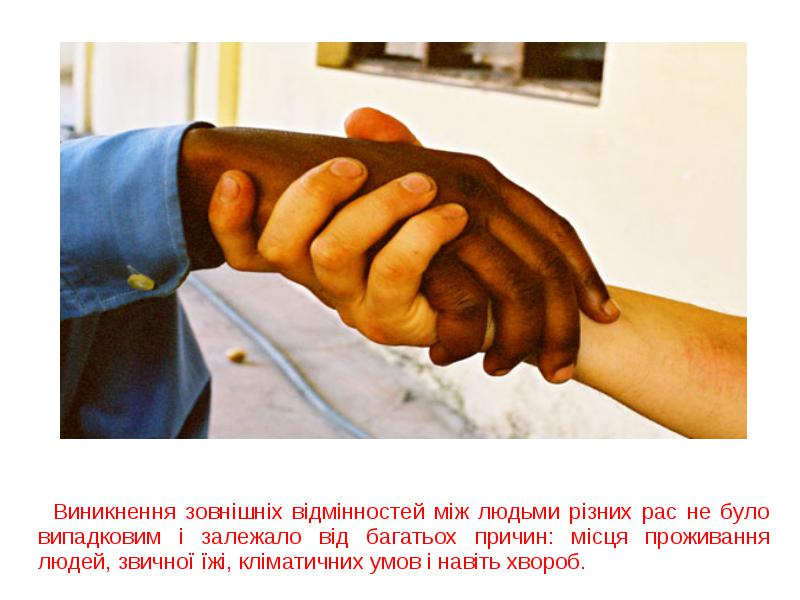 Виникнення зовнішніх відмінностей між людьми різних рас не було
випадковим і залежало від багатьох причин: місця проживання
людей, звичної їжі, кліматичних умов і навіть хвороб.